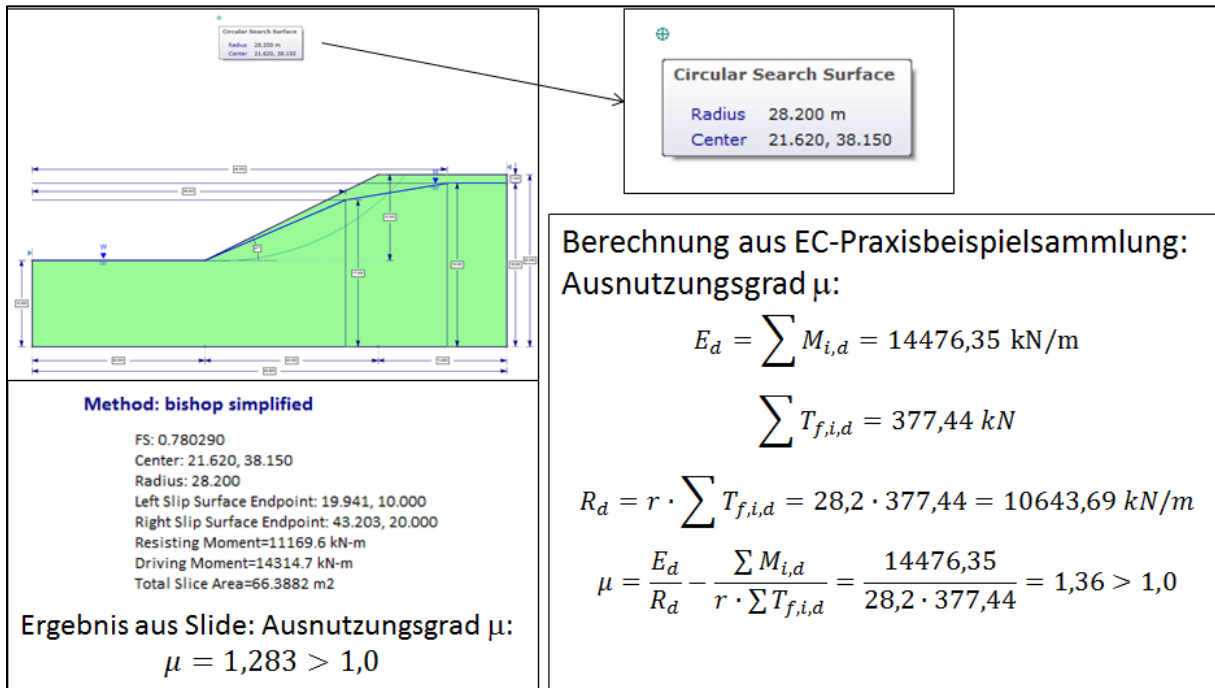 Circular Search Surface
Radius 28.200 m
Center 21.620, 38.150
Circular Search Surface
Radius 28.200 m
Center 21.620, 38.150
W
W
Method: bishop simplified
FS: 0.780290
Center: 21.620, 38.150
Radius: 28.200
Left Slip Surface Endpoint: 19.941, 10.000
Right Slip Surface Endpoint: 43.203, 20.000
Resisting Moment=11169.6 kN-m
Driving Moment=14314.7 kN-m
Total Slice Area=66.3882 m2
Ergebnis aus Slide: Ausnutzungsgrad μ:
μ = 1,283 > 1,0
Berechnung aus EC-Praxisbeispielsammlung:
Ausnutzungsgrad μ:
E_d = ∑ M_{i,d} = 14476,35 kN/m
∑ T_{f,i,d} = 377,44 kN
R_d = r · ∑ T_{f,i,d} = 28,2 · 377,44 = 10643,69 kN/m
μ = E_d / R_d − ∑ M_{i,d} / r · ∑ T_{f,i,d} = 14476,35 / 28,2 · 377,44 = 1,36 > 1,0